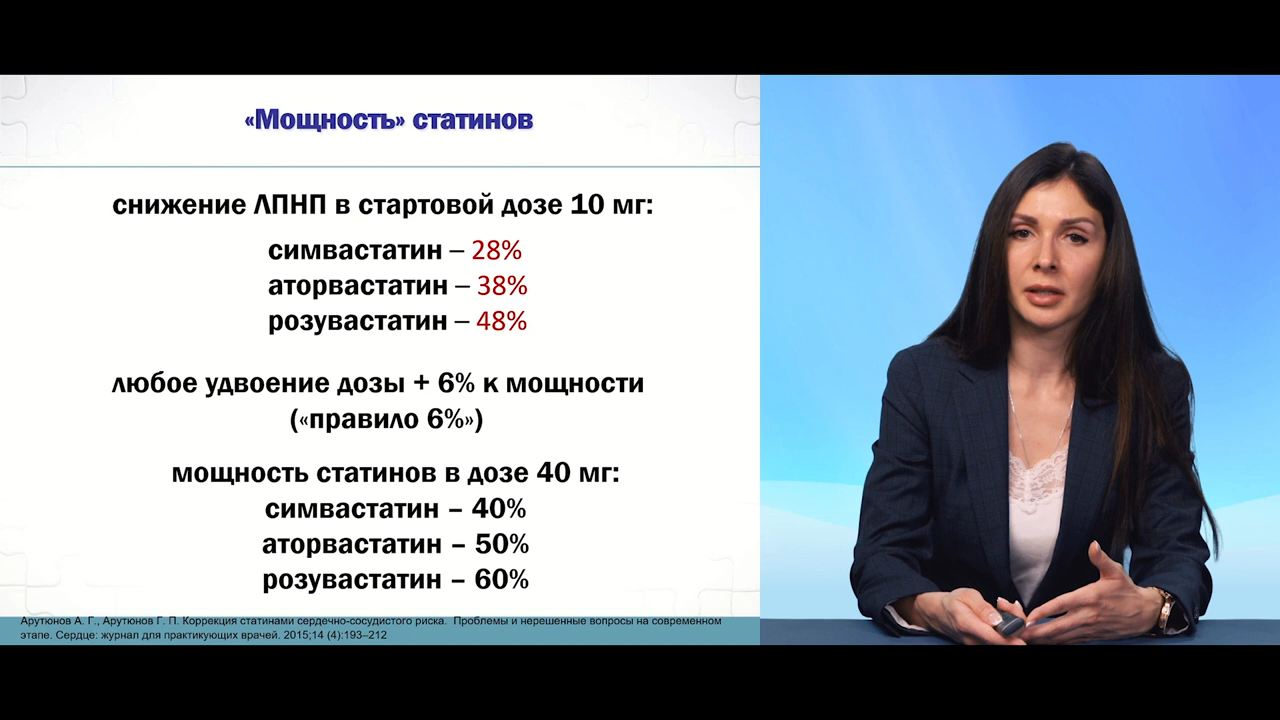 «Мощность» статинов
снижение ЛПНП в стартовой дозе 10 мг:
симвастатин – 28%
аторвастатин – 38%
розувастатин – 48%
любое удвоение дозы + 6% к мощности
(«правило 6%»)
мощность статинов в дозе 40 мг:
симвастатин – 40%
аторвастатин – 50%
розувастатин – 60%
Арутюнов А. Г., Арутюнов Г. П. Коррекция статинами сердечно-сосудистого риска. Проблемы и нерешенные вопросы на современном
этапе. Сердце: журнал для практикующих врачей. 2015;14 (4):193–212